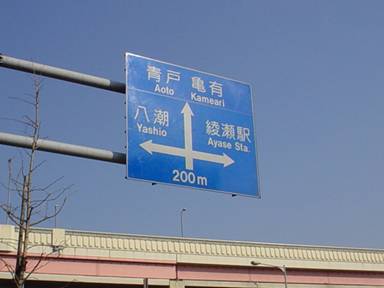 青戸 亀有
Aoto Kameari
八潮
Yashio
綾瀬駅
Ayase Sta.
200m